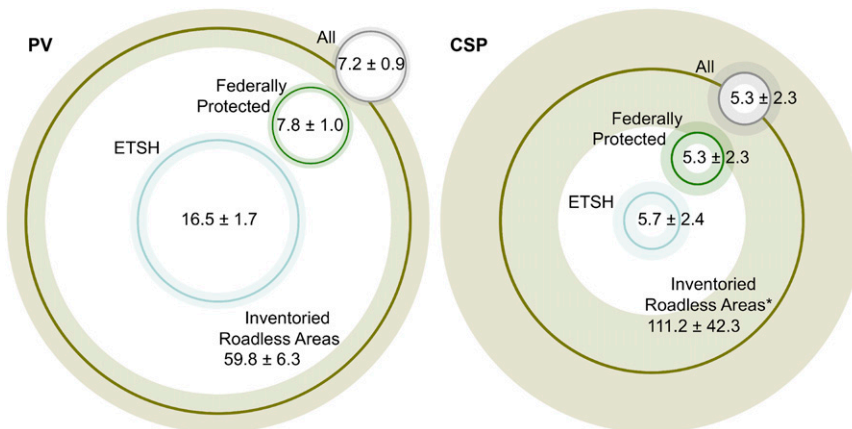 PV
All
7.2 ± 0.9
Federally
Protected
7.8 ± 1.0
ETSH
16.5 ± 1.7
Inventoried
Roadless Areas
59.8 ± 6.3
CSP
All
5.3 ± 2.3
Federally
Protected
5.3 ± 2.3
ETSH
5.7 ± 2.4
Inventoried
Roadless Areas*
111.2 ± 42.3